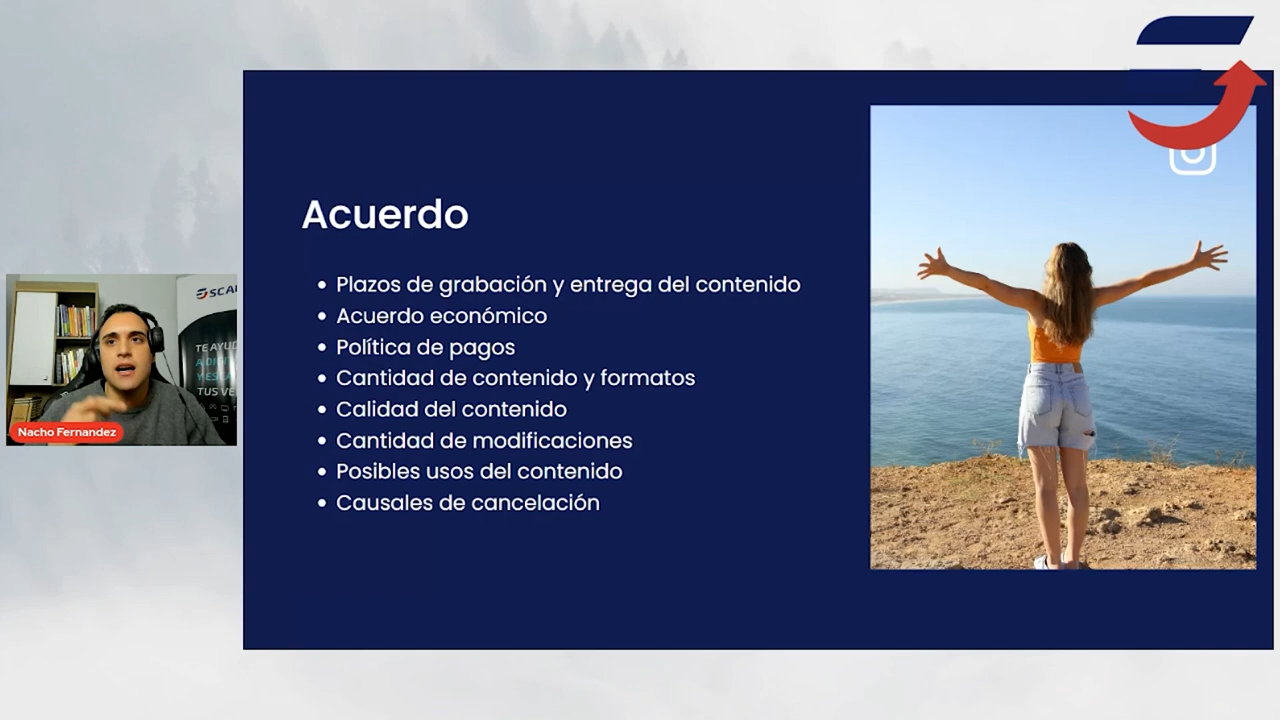 Acuerdo
• Plazos de grabación y entrega del contenido
• Acuerdo económico
• Política de pagos
• Cantidad de contenido y formatos
• Calidad del contenido
• Cantidad de modificaciones
• Posibles usos del contenido
• Causales de cancelación
SCA
TE AYUD
TUS VE
Nacho Fernandez